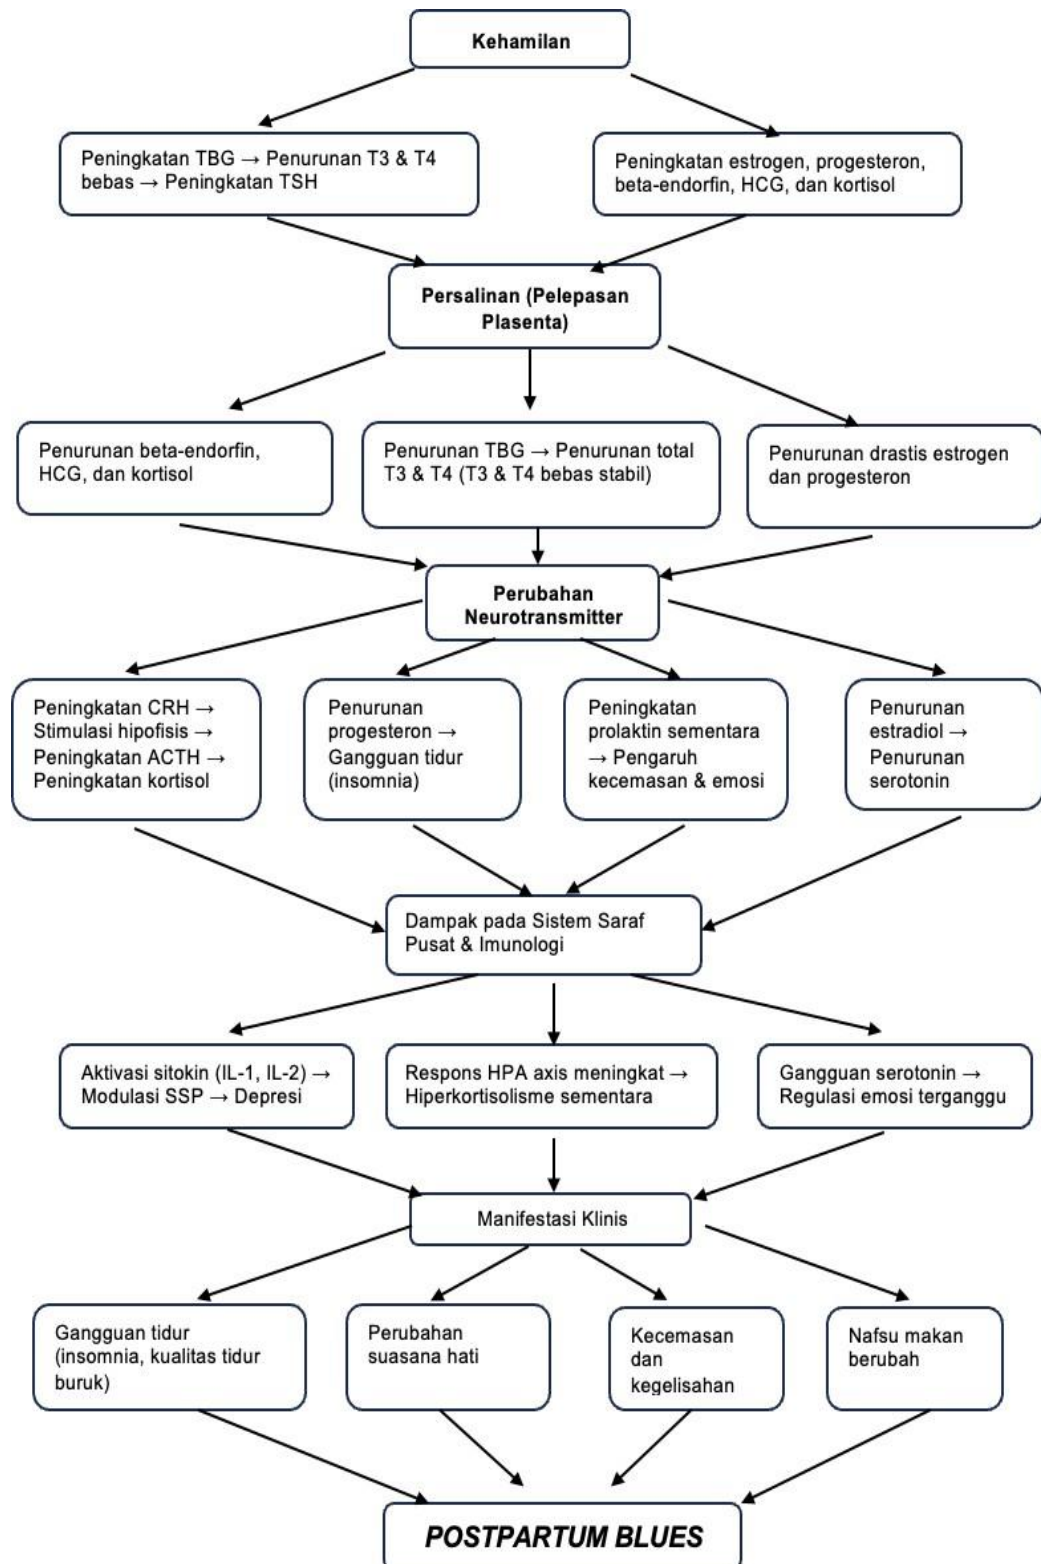 Kehamilan
Peningkatan TBG → Penurunan T3 & T4
bebas → Peningkatan TSH
Peningkatan estrogen, progesteron,
beta-endorfin, HCG, dan kortisol
Persalinan (Pelepasan
Plasenta)
Penurunan beta-endorfin,
HCG, dan kortisol
Penurunan TBG → Penurunan total
T3 & T4 (T3 & T4 bebas stabil)
Penurunan drastis estrogen
dan progesteron
Perubahan
Neurotransmitter
Peningkatan CRH →
Stimulasi hipofisis →
Peningkatan ACTH →
Peningkatan kortisol
Penurunan
progesteron →
Gangguan tidur
(insomnia)
Peningkatan
prolaktin sementara
→ Pengaruh
kecemasan & emosi
Penurunan
estradiol →
Penurunan
serotonin
Dampak pada Sistem Saraf
Pusat & Imunologi
Aktivasi sitokin (IL-1, IL-2) →
Modulasi SSP → Depresi
Respons HPA axis meningkat →
Hiperkortisolisme sementara
Gangguan serotonin →
Regulasi emosi terganggu
Manifestasi Klinis
Gangguan tidur
(insomnia, kualitas tidur
buruk)
Perubahan
suasana hati
Kecemasan
dan
kegelisahan
Nafsu makan
berubah
POSTPARTUM BLUES